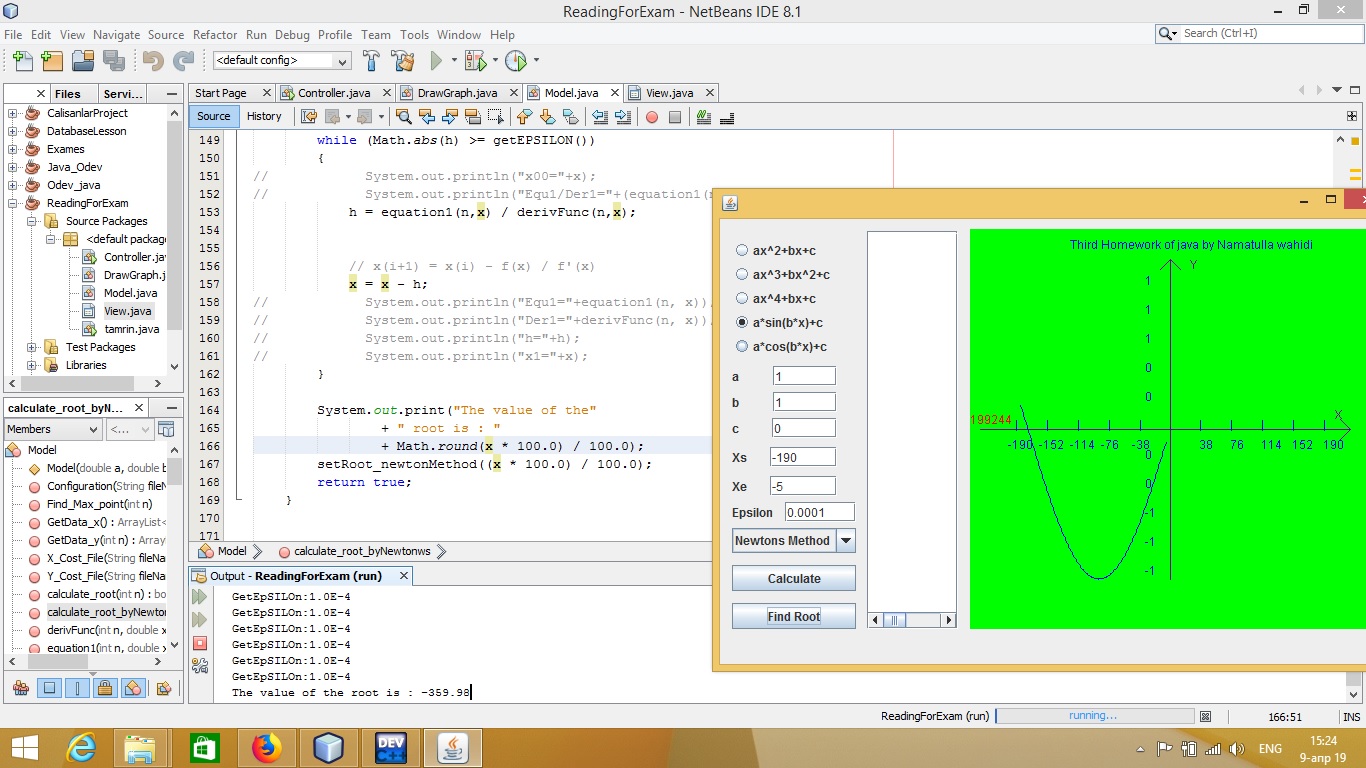 ReadingForExam - NetBeans IDE 8.1
File Edit View Navigate Source Refactor Run Debug Profile Team Tools Window Help
Search (Ctrl+I)
<default config>
Files
Servi...
CalisanlarProject
DatabaseLesson
Exames
Java_Odev
Odev_java
ReadingForExam
Source Packages
<default packag
Controller.ja
DrawGraph.j
Model.java
View.java
tamrin.java
Test Packages
Libraries
calculate_root_byN...
Members
<...
Model
Model(double a, double b
Configuration(String fileN
Find_Max_point(int n)
GetData_x() : ArrayList<
GetData_y(int n) : ArrayL
X_Cost_File(String fileNa
Y_Cost_File(String fileNa
calculate_root(int n) : bo
calculate_root_byNewton
derivFunc(int n, double x
equation1(int n, double x
Start Page
Controller.java
DrawGraph.java
Model.java
View.java
Source History
149 while (Math.abs(h) >= getEPSILON())
150 {
151 // System.out.println("x00="+x);
152 // System.out.println("Equ1/Der1="+(equation1(n
153 h = equation1(n,x) / derivFunc(n,x);
154
155
156 // x(i+1) = x(i) - f(x) / f'(x)
157 x = x - h;
158 // System.out.println("Equ1="+equation1(n, x))
159 // System.out.println("Der1="+derivFunc(n, x))
160 // System.out.println("h="+h);
161 // System.out.println("x1="+x);
162 }
163
164 System.out.print("The value of the"
165 + " root is : "
166 + Math.round(x * 100.0) / 100.0);
167 setRoot_newtonMethod((x * 100.0) / 100.0);
168 return true;
169 }
170
171
Model
calculate_root_byNewtonws
Output - ReadingForExam (run)
GetEpSILOn:1.0E-4
GetEpSILOn:1.0E-4
GetEpSILOn:1.0E-4
GetEpSILOn:1.0E-4
GetEpSILOn:1.0E-4
GetEpSILOn:1.0E-4
The value of the root is : -359.98
ax^2+bx+c
ax^3+bx^2+c
ax^4+bx+c
a*sin(b*x)+c
a*cos(b*x)+c
a 1
b 1
c 0
Xs -190
Xe -5
Epsilon 0.0001
Newtons Method
Calculate
Find Root
Third Homework of java by Namatulla wahidi
Y
1
1
1
0
0
X
199244
-190 -152 -114 -76 -38 38 76 114 152 190
0
0
-1
-1
-1
ReadingForExam (run)
running...
166:51
INS
DEV
C++
ENG
15:24
9-апр 19